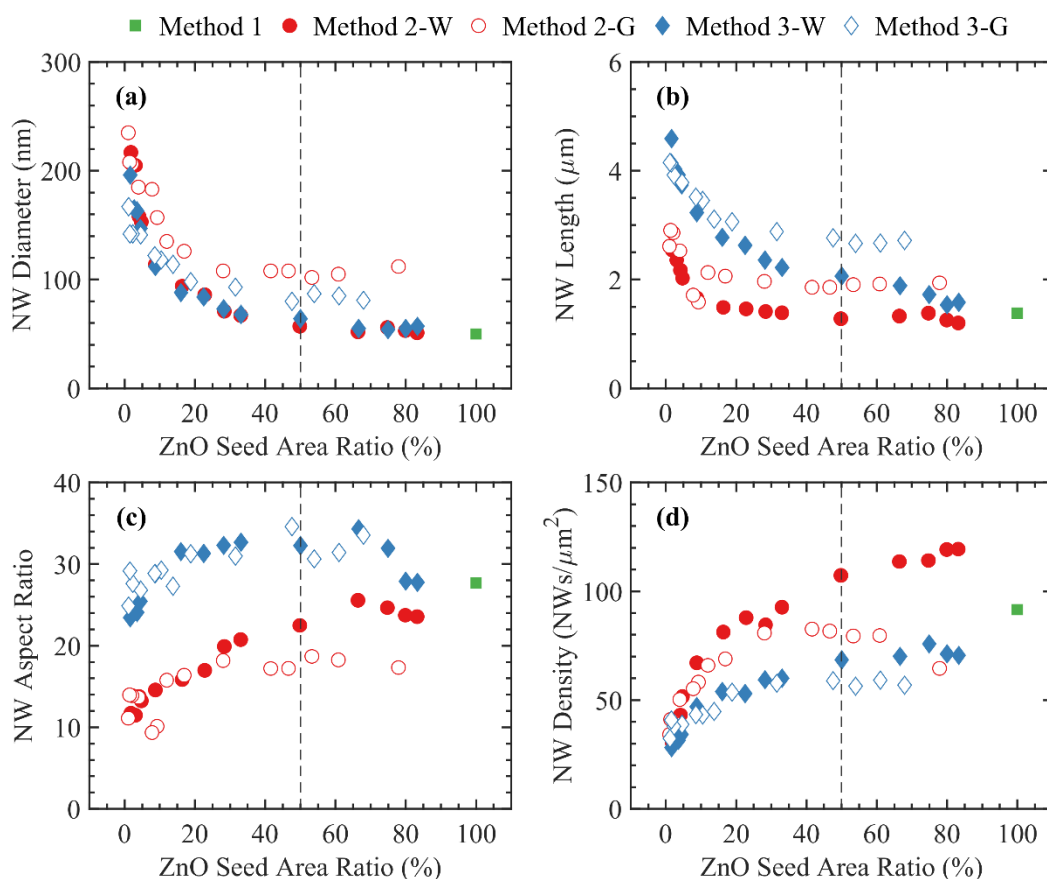 Method 1 Method 2-W Method 2-G Method 3-W Method 3-G
(a)
NW Diameter (nm)
300
200
100
0
0 20 40 60 80 100
ZnO Seed Area Ratio (%)
(b)
NW Length (μm)
6
4
2
0
0 20 40 60 80 100
ZnO Seed Area Ratio (%)
(c)
NW Aspect Ratio
40
30
20
10
0
0 20 40 60 80 100
ZnO Seed Area Ratio (%)
(d)
NW Density (NWs/μm²)
150
100
50
0
0 20 40 60 80 100
ZnO Seed Area Ratio (%)